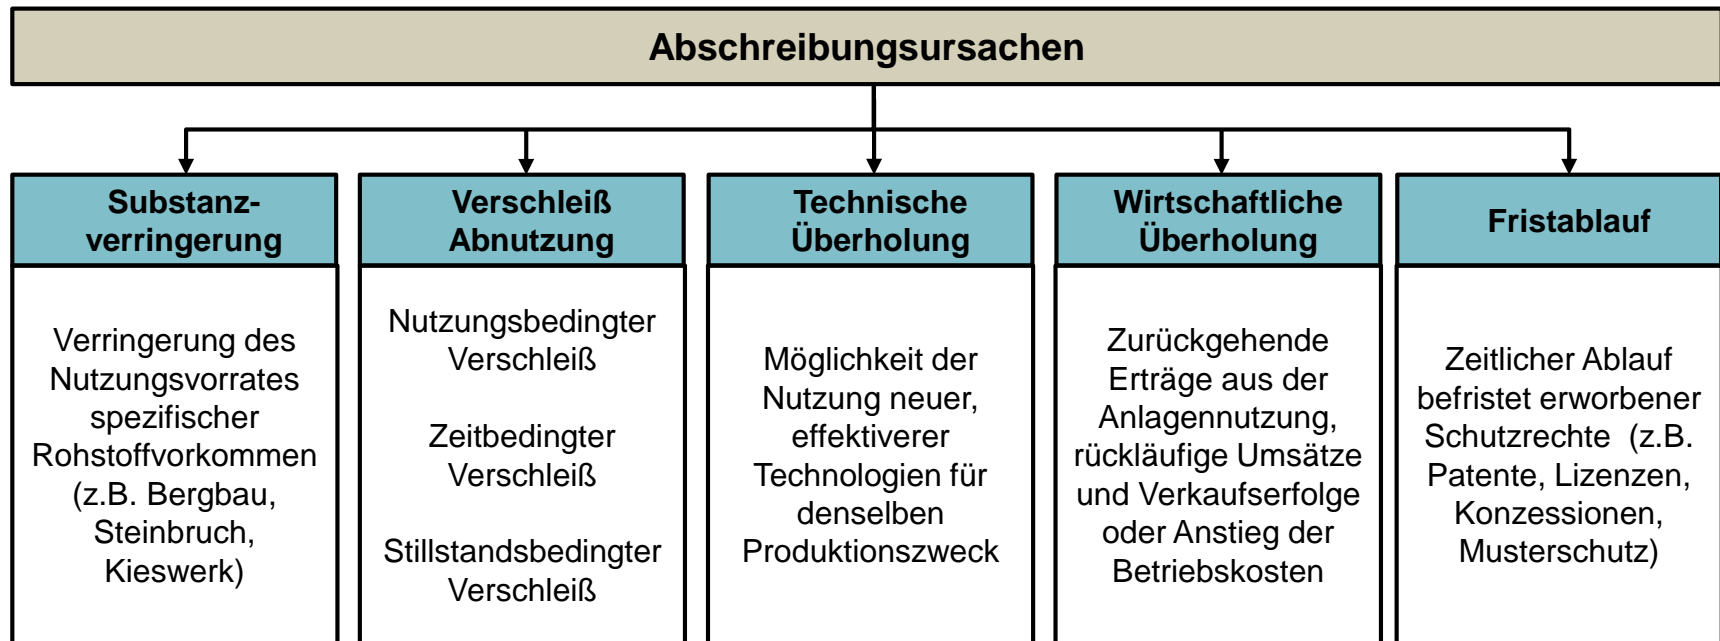 Abschreibungsursachen
Substanz-
verringerung
Verschleiß
Abnutzung
Technische
Überholung
Wirtschaftliche
Überholung
Fristablauf
Verringerung des
Nutzungsvorrates
spezifischer
Rohstoffvorkommen
(z.B. Bergbau,
Steinbruch,
Kieswerk)
Nutzungsbedingter
Verschleiß
Zeitbedingter
Verschleiß
Stillstandsbedingter
Verschleiß
Möglichkeit der
Nutzung neuer,
effektiverer
Technologien für
denselben
Produktionszweck
Zurückgehende
Erträge aus der
Anlagennutzung,
rückläufige Umsätze
und Verkaufserfolge
oder Anstieg der
Betriebskosten
Zeitlicher Ablauf
befristet erworbener
Schutzrechte (z.B.
Patente, Lizenzen,
Konzessionen,
Musterschutz)